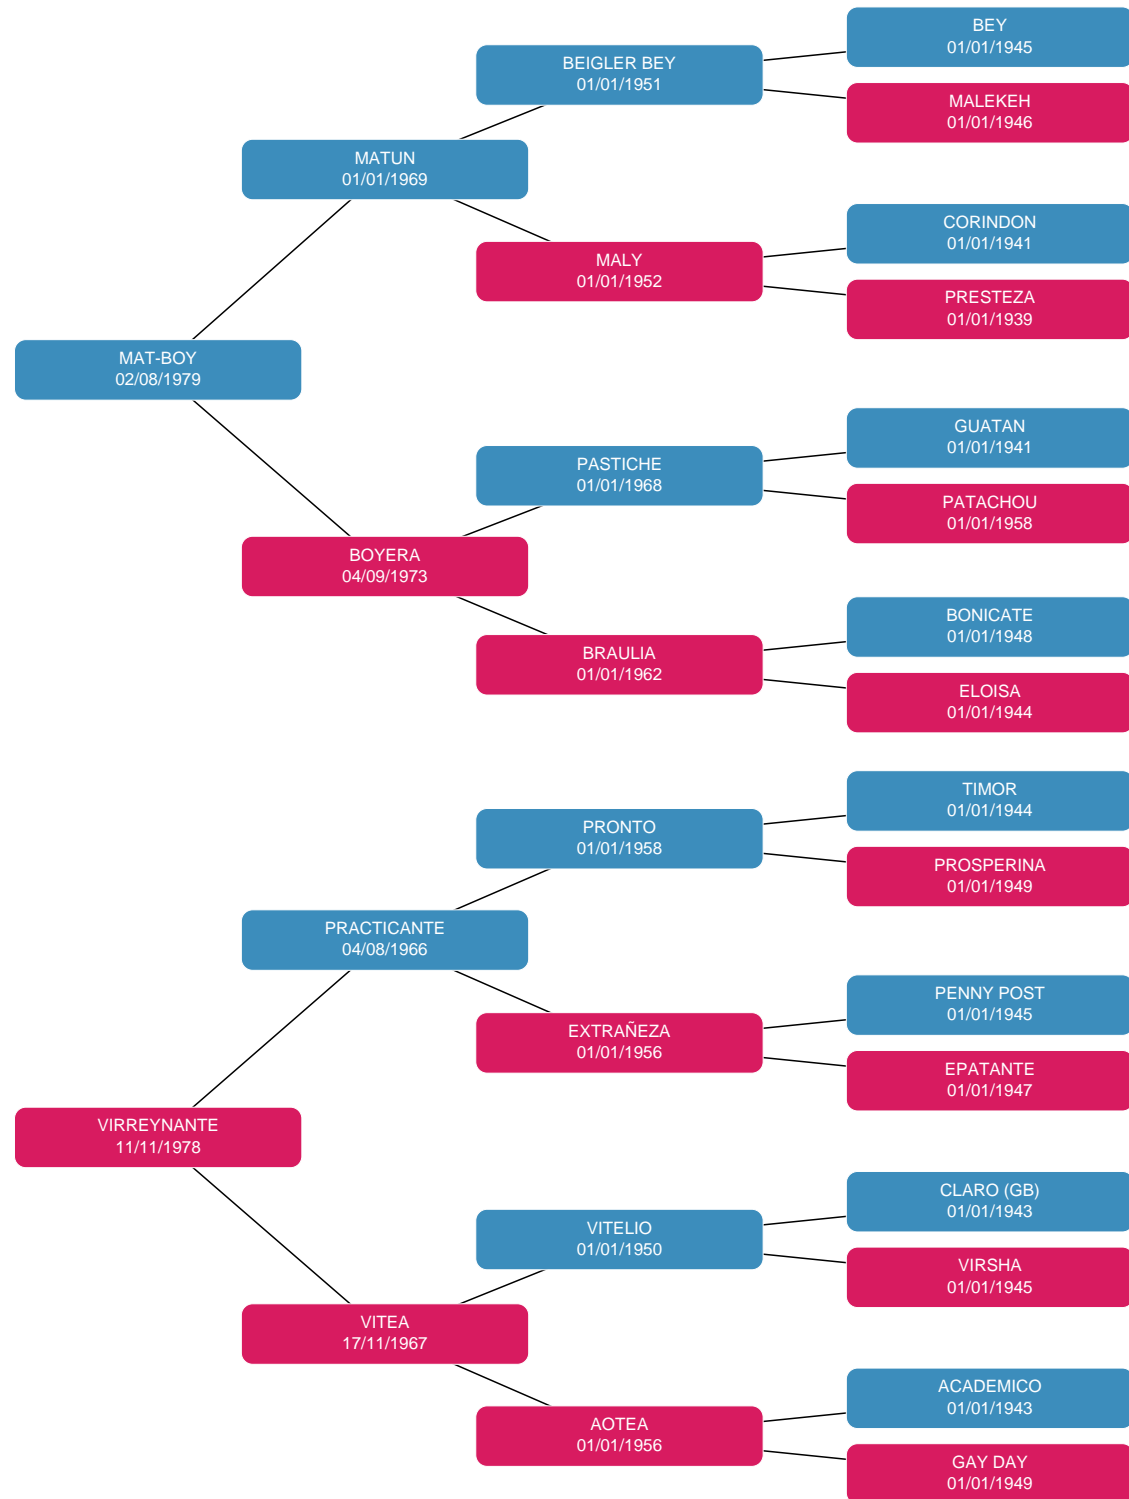 BEY
01/01/1945
BEIGLER BEY
01/01/1951
MALEKEH
01/01/1946
MATUN
01/01/1969
CORINDON
01/01/1941
MALY
01/01/1952
PRESTEZA
01/01/1939
MAT-BOY
02/08/1979
GUATAN
01/01/1941
PASTICHE
01/01/1968
PATACHOU
01/01/1958
BOYERA
04/09/1973
BONICATE
01/01/1948
BRAULIA
01/01/1962
ELOISA
01/01/1944
TIMOR
01/01/1944
PRONTO
01/01/1958
PROSPERINA
01/01/1949
PRACTICANTE
04/08/1966
PENNY POST
01/01/1945
EXTRAÑEZA
01/01/1956
EPATANTE
01/01/1947
VIRREYNANTE
11/11/1978
CLARO (GB)
01/01/1943
VITELIO
01/01/1950
VIRSHA
01/01/1945
VITEA
17/11/1967
ACADEMICO
01/01/1943
AOTEA
01/01/1956
GAY DAY
01/01/1949